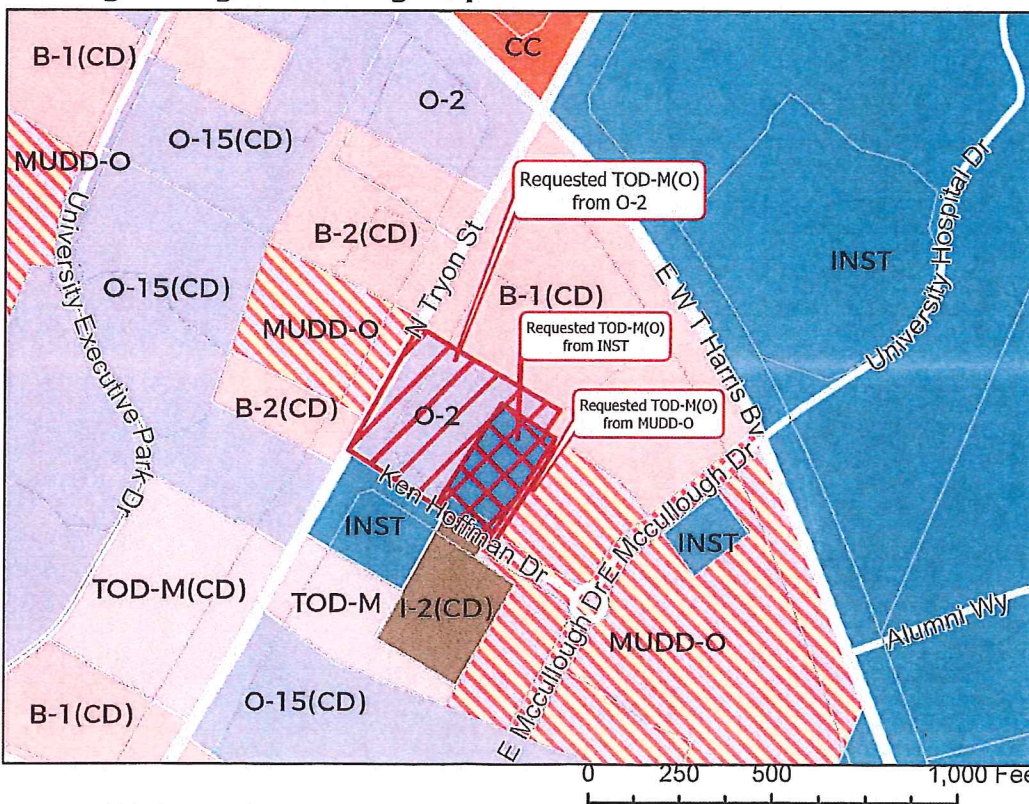 B-1(CD)
CC
O-2
O-15(CD)
MUDD-O
Requested TOD-M(O)
from O-2
B-2(CD)
N Tryon St
University Executive Park Dr
O-15(CD)
MUDD-O
B-1(CD)
E W T Harris Bv
INST
University Hospital Dr
Requested TOD-M(O)
from INST
B-2(CD)
O-2
Requested TOD-M(O)
from MUDD-O
Ken Hoffman Dr
INST
E Mccullough Dr
INST
TOD-M(CD)
TOD-M
I-2(CD)
E Mccullough Dr
MUDD-O
Alumni Wy
B-1(CD)
O-15(CD)
0 250 500 1,000 Fee